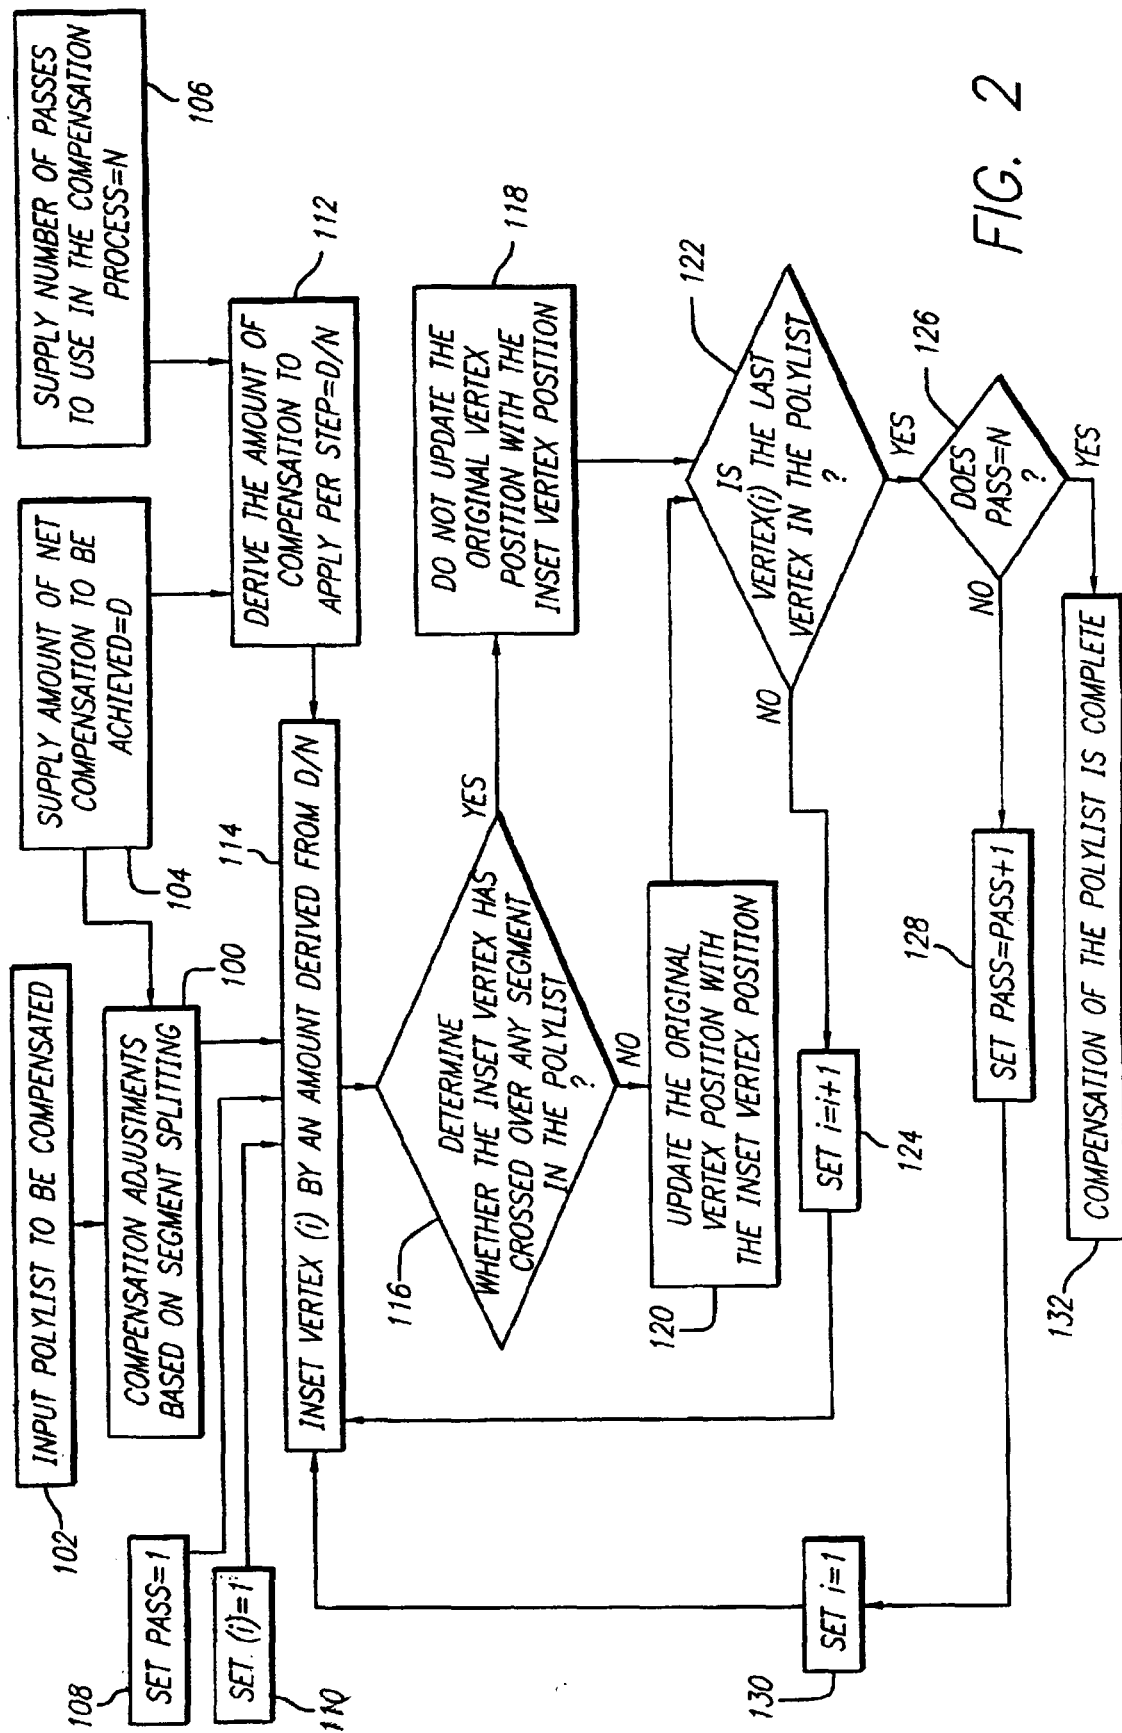 INPUT POLYLIST TO BE COMPENSATED
102
SUPPLY AMOUNT OF NET
COMPENSATION TO BE
ACHIEVED=D
104
SUPPLY NUMBER OF PASSES
TO USE IN THE COMPENSATION
PROCESS=N
106
COMPENSATION ADJUSTMENTS
BASED ON SEGMENT SPLITTING
100
SET PASS=1
108
SET (i)=1
110
DERIVE THE AMOUNT OF
COMPENSATION TO
APPLY PER STEP=D/N
112
INSET VERTEX (i) BY AN AMOUNT DERIVED FROM D/N
114
DETERMINE
WHETHER THE INSET VERTEX HAS
CROSSED OVER ANY SEGMENT
IN THE POLYLIST
?
116
YES
NO
DO NOT UPDATE THE
ORIGINAL VERTEX
POSITION WITH THE
INSET VERTEX POSITION
118
UPDATE THE ORIGINAL
VERTEX POSITION WITH
THE INSET VERTEX POSITION
120
IS
VERTEX(i) THE LAST
VERTEX IN THE POLYLIST
?
122
NO
YES
SET i=i+1
124
DOES
PASS=N
?
126
NO
YES
SET PASS=PASS+1
128
SET i=1
130
COMPENSATION OF THE POLYLIST IS COMPLETE
132
FIG. 2